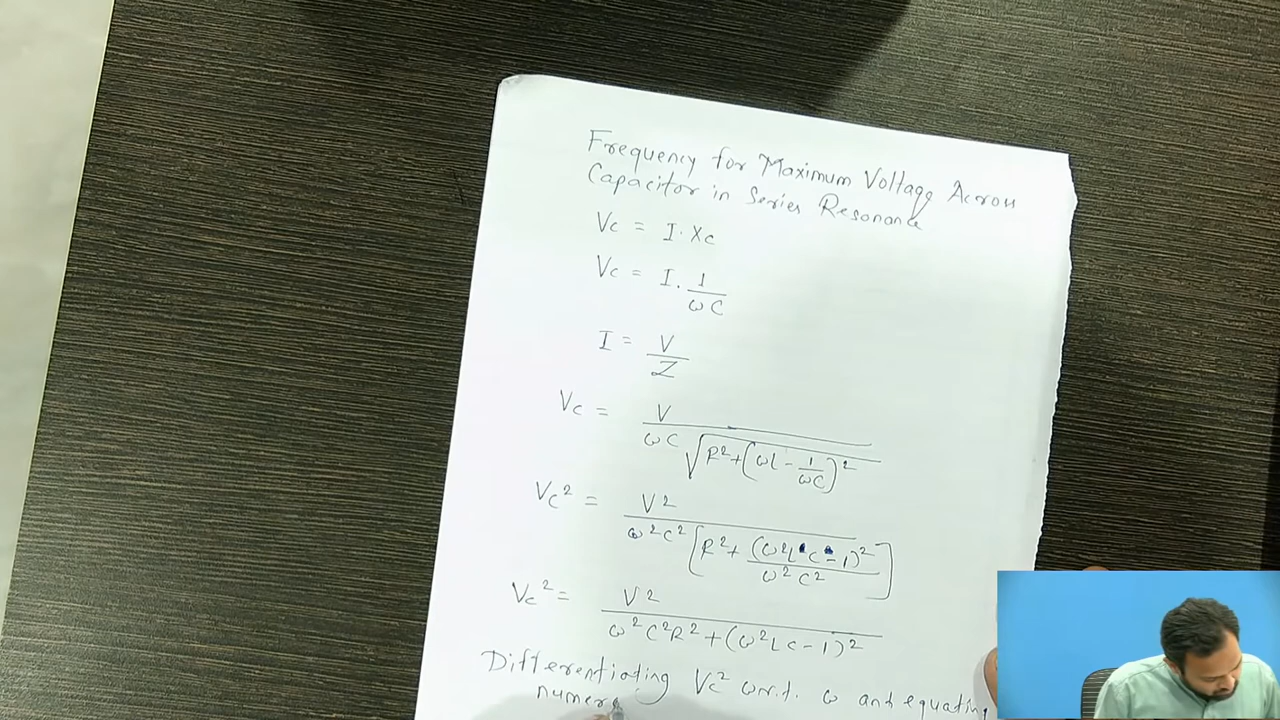 Frequency for Maximum Voltage Across
Capacitor in Series Resonance
Vc = I · Xc
Vc = I · 1/ωC
I = V/Z
Vc = V / ωC √R² + (ωL - 1/ωC)²
Vc² = V² / ω²C² [R² + (ω²LC - 1)² / ω²C²]
Vc² = V² / ω²C²R² + (ω²LC - 1)²
Differentiating Vc² w.r.t. ω and equating
numer